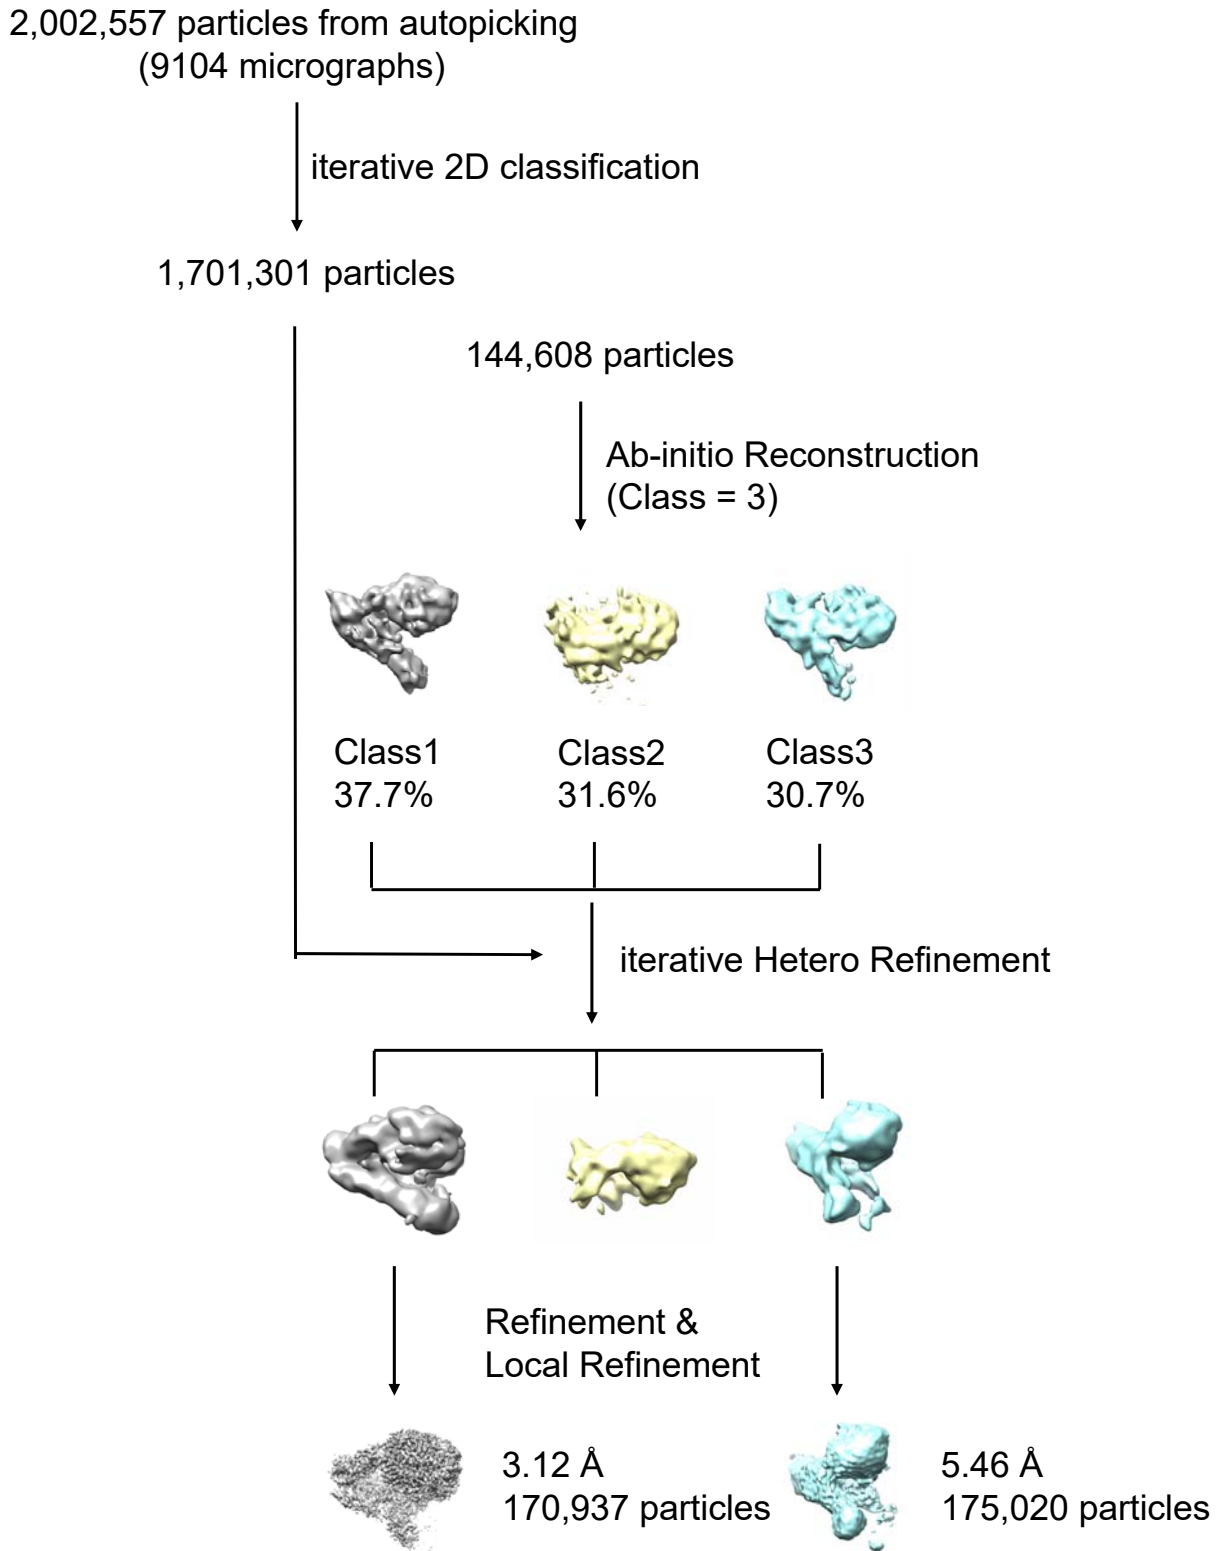 2,002,557 particles from autopicking
(9104 micrographs)
iterative 2D classification
1,701,301 particles
144,608 particles
Ab-initio Reconstruction
(Class = 3)
Class1
37.7%
Class2
31.6%
Class3
30.7%
iterative Hetero Refinement
Refinement &
Local Refinement
3.12 Å
170,937 particles
5.46 Å
175,020 particles